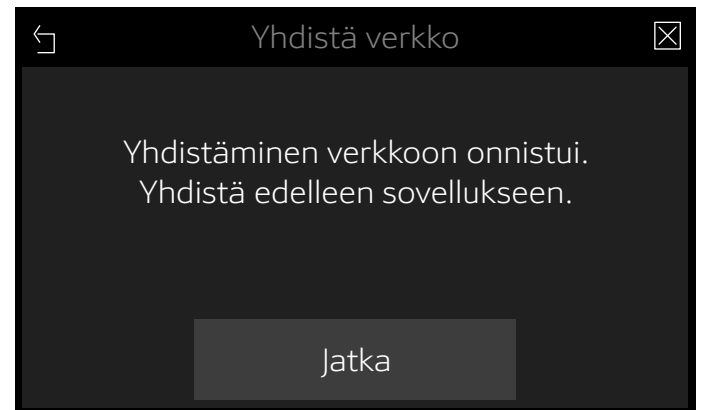 Yhdistä verkko
Yhdistäminen verkkoon onnistui.
Yhdistä edelleen sovellukseen.
Jatka